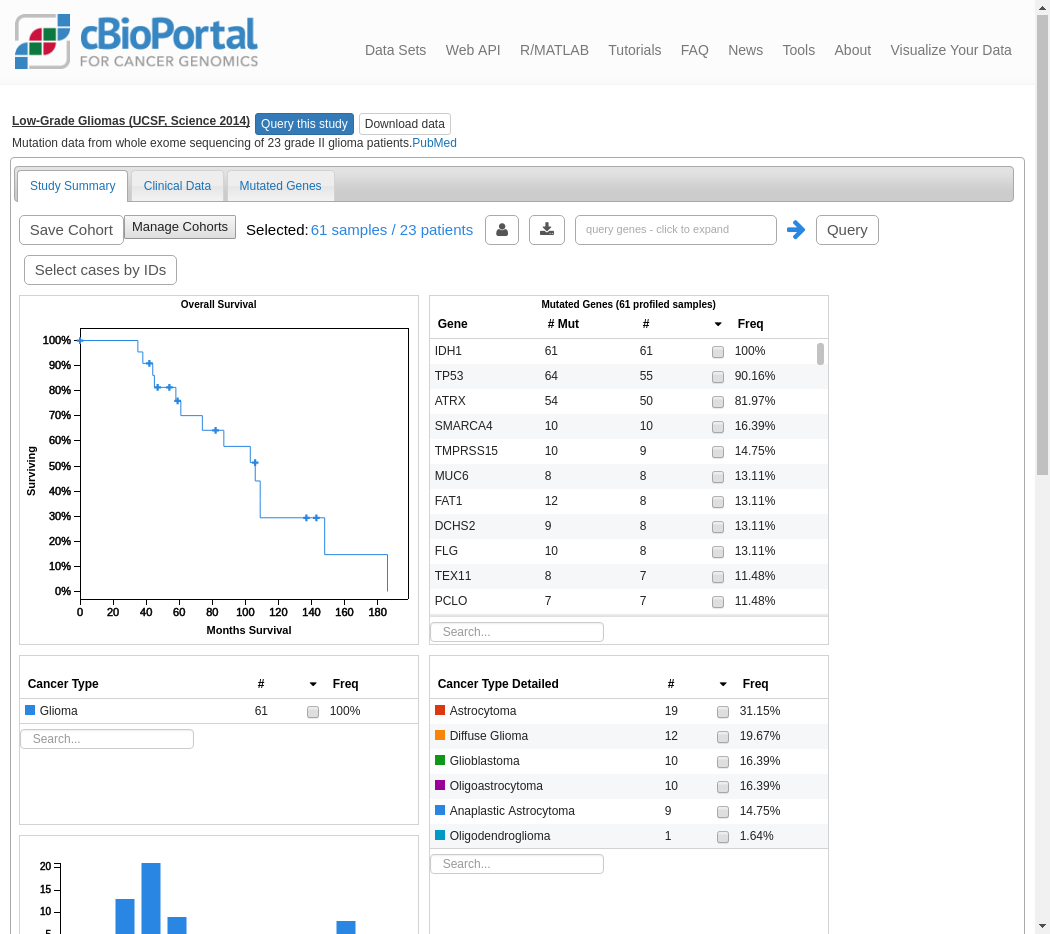 cBioPortal
FOR CANCER GENOMICS
Data Sets Web API R/MATLAB Tutorials FAQ News Tools About Visualize Your Data
Low-Grade Gliomas (UCSF, Science 2014) Query this study Download data
Mutation data from whole exome sequencing of 23 grade II glioma patients.PubMed
Study Summary Clinical Data Mutated Genes
Save Cohort Manage Cohorts Selected: 61 samples / 23 patients query genes - click to expand Query
Select cases by IDs
Overall Survival
100%
90%
80%
70%
60%
50%
40%
30%
20%
10%
0%
Surviving
0 20 40 60 80 100 120 140 160 180
Months Survival
Mutated Genes (61 profiled samples)
Gene # Mut # Freq
IDH1 61 61 100%
TP53 64 55 90.16%
ATRX 54 50 81.97%
SMARCA4 10 10 16.39%
TMPRSS15 10 9 14.75%
MUC6 8 8 13.11%
FAT1 12 8 13.11%
DCHS2 9 8 13.11%
FLG 10 8 13.11%
TEX11 8 7 11.48%
PCLO 7 7 11.48%
Search...
Cancer Type # Freq
Glioma 61 100%
Search...
Cancer Type Detailed # Freq
Astrocytoma 19 31.15%
Diffuse Glioma 12 19.67%
Glioblastoma 10 16.39%
Oligoastrocytoma 10 16.39%
Anaplastic Astrocytoma 9 14.75%
Oligodendroglioma 1 1.64%
Search...
20
15
10
5